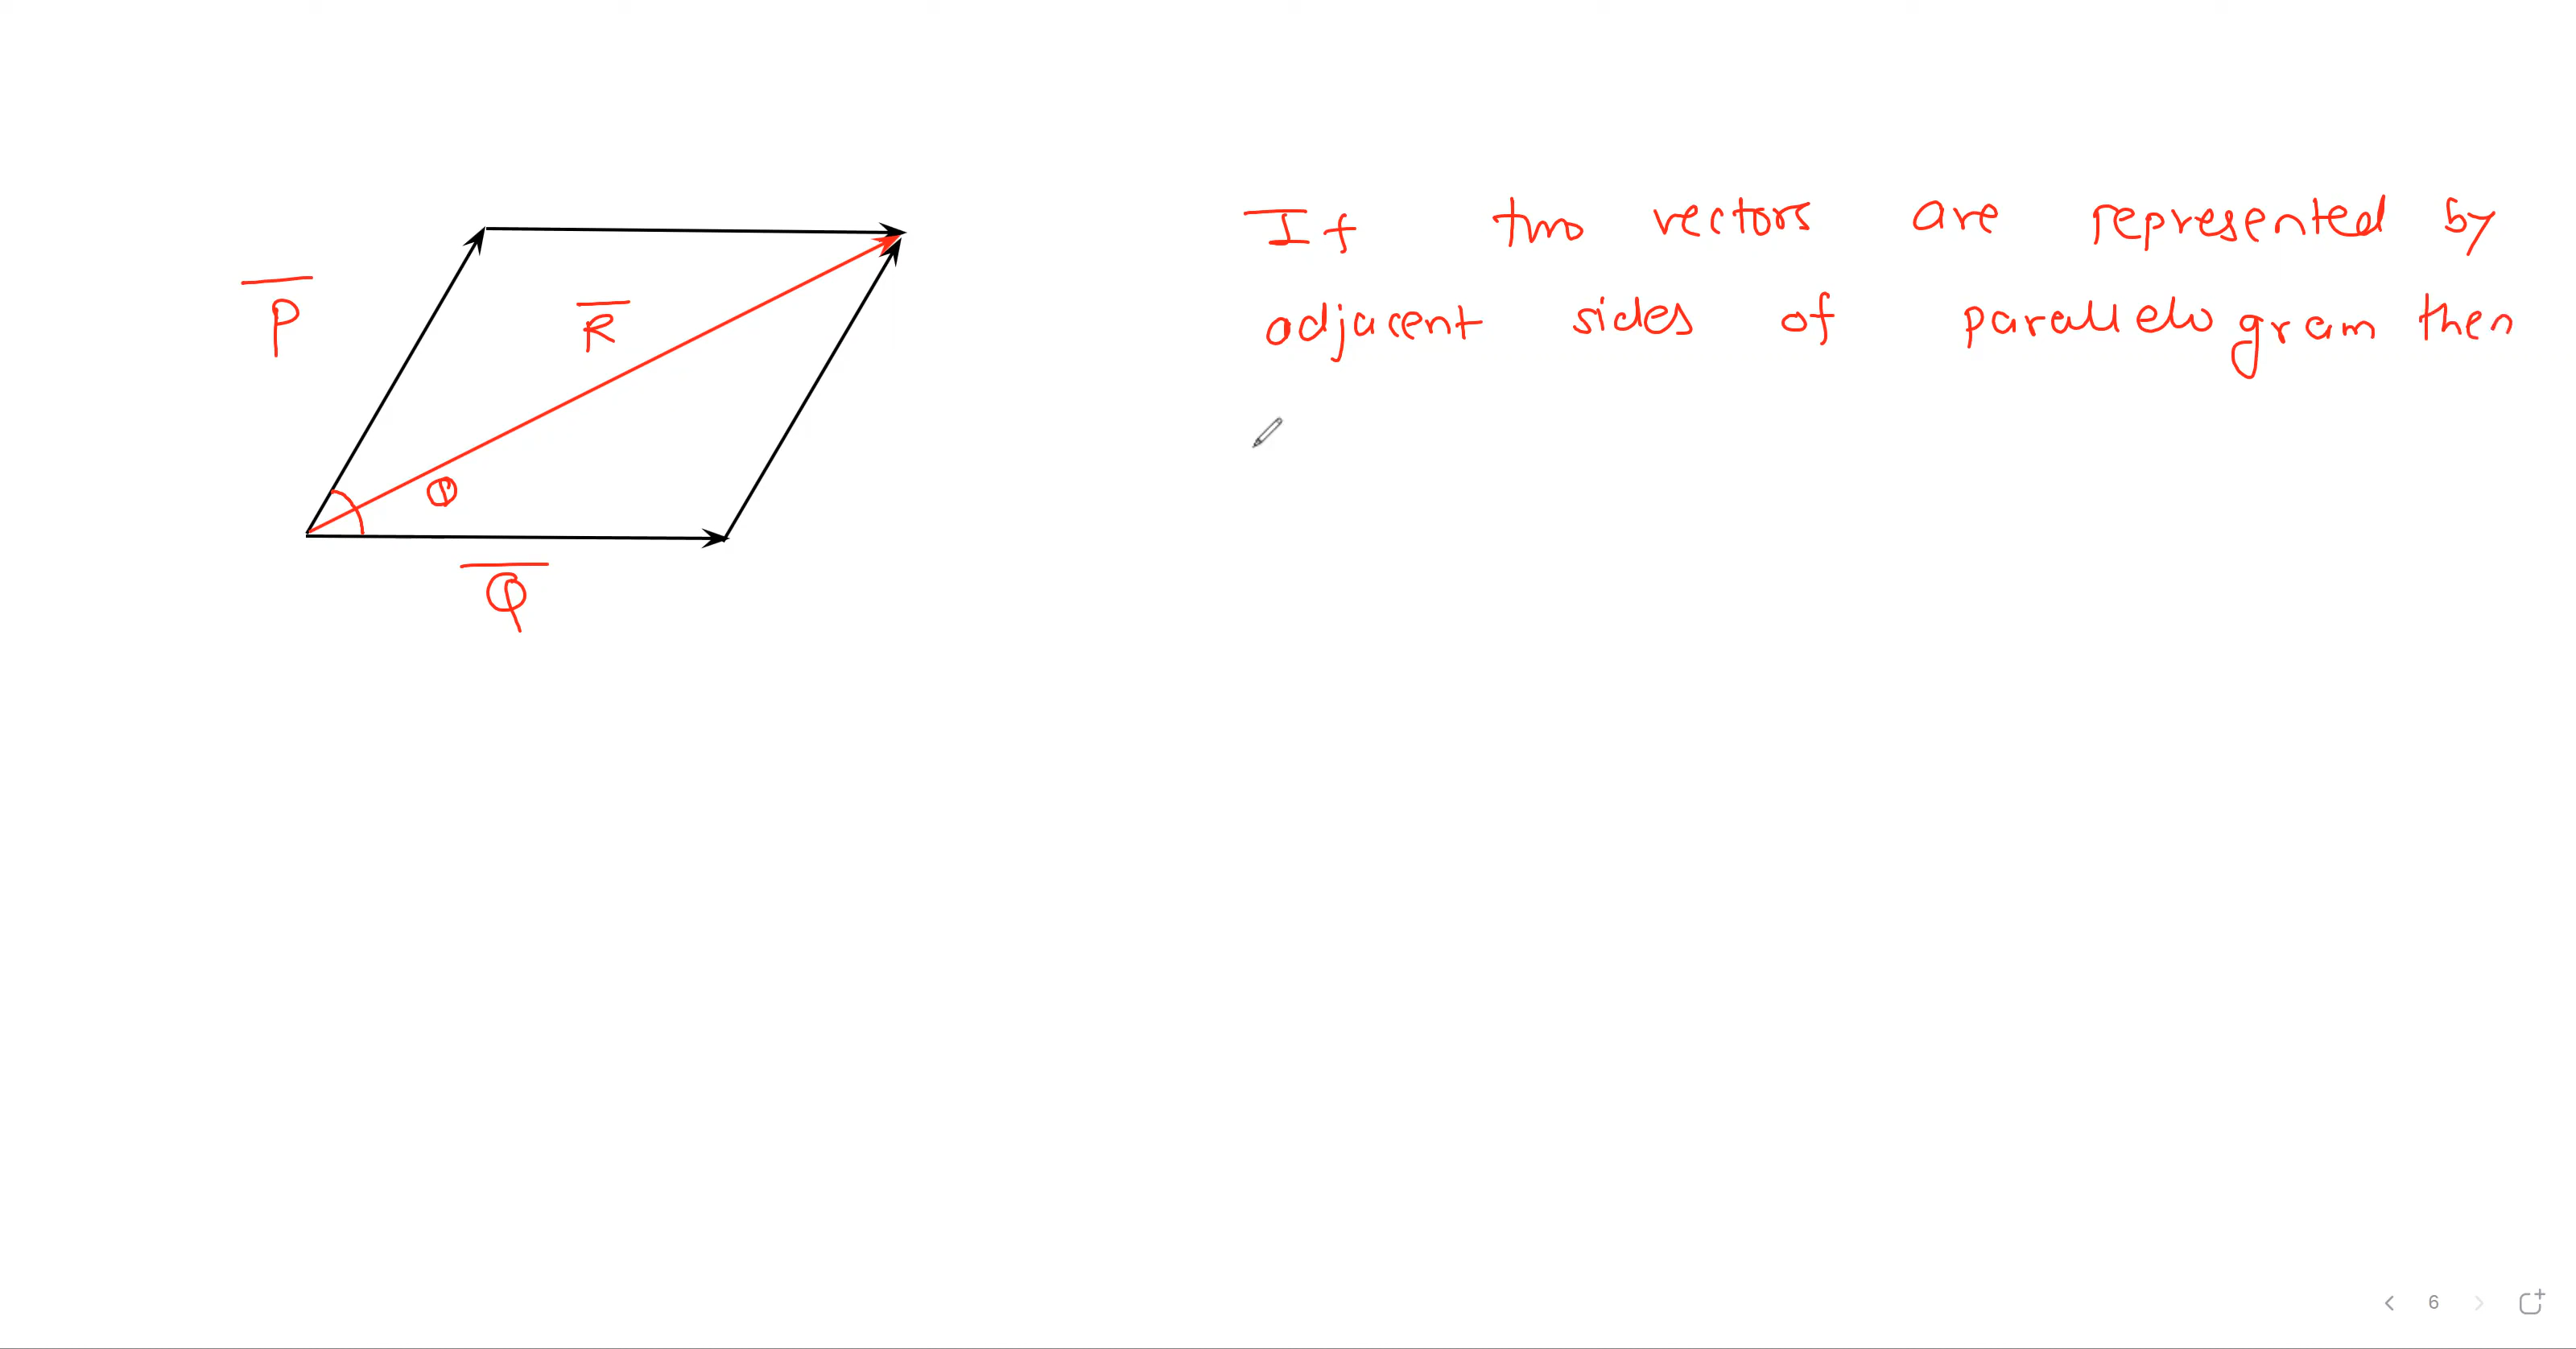 If two vectors are represented by
adjacent sides of parallelogram then
P
R
Q
6